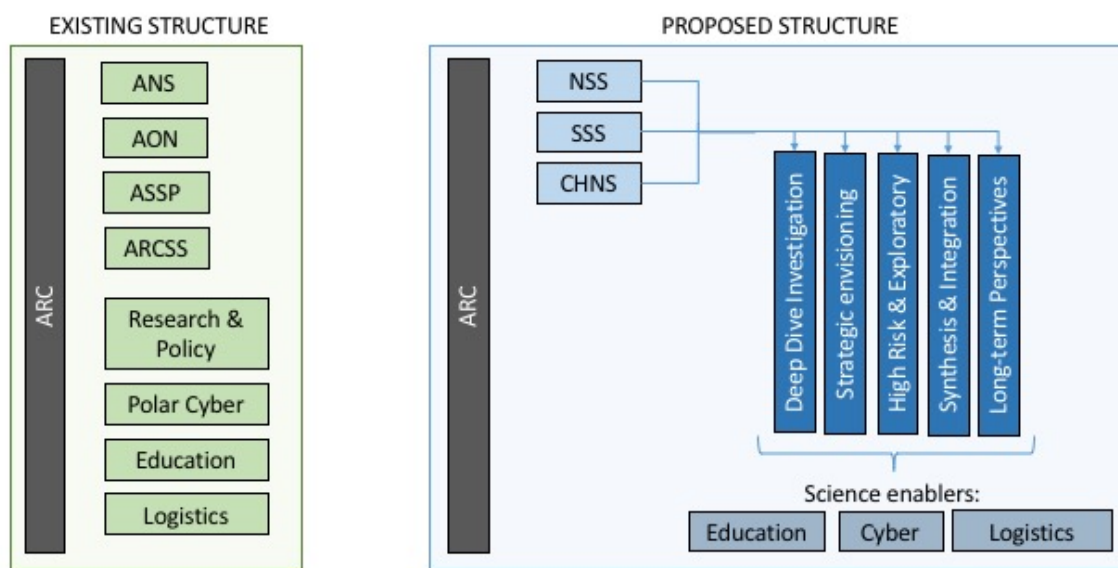 EXISTING STRUCTURE
ARC
ANS
AON
ASSP
ARCSS
Research &
Policy
Polar Cyber
Education
Logistics
PROPOSED STRUCTURE
ARC
NSS
SSS
CHNS
Deep Dive Investigation
Strategic envisioning
High Risk & Exploratory
Synthesis & Integration
Long-term Perspectives
Science enablers:
Education
Cyber
Logistics